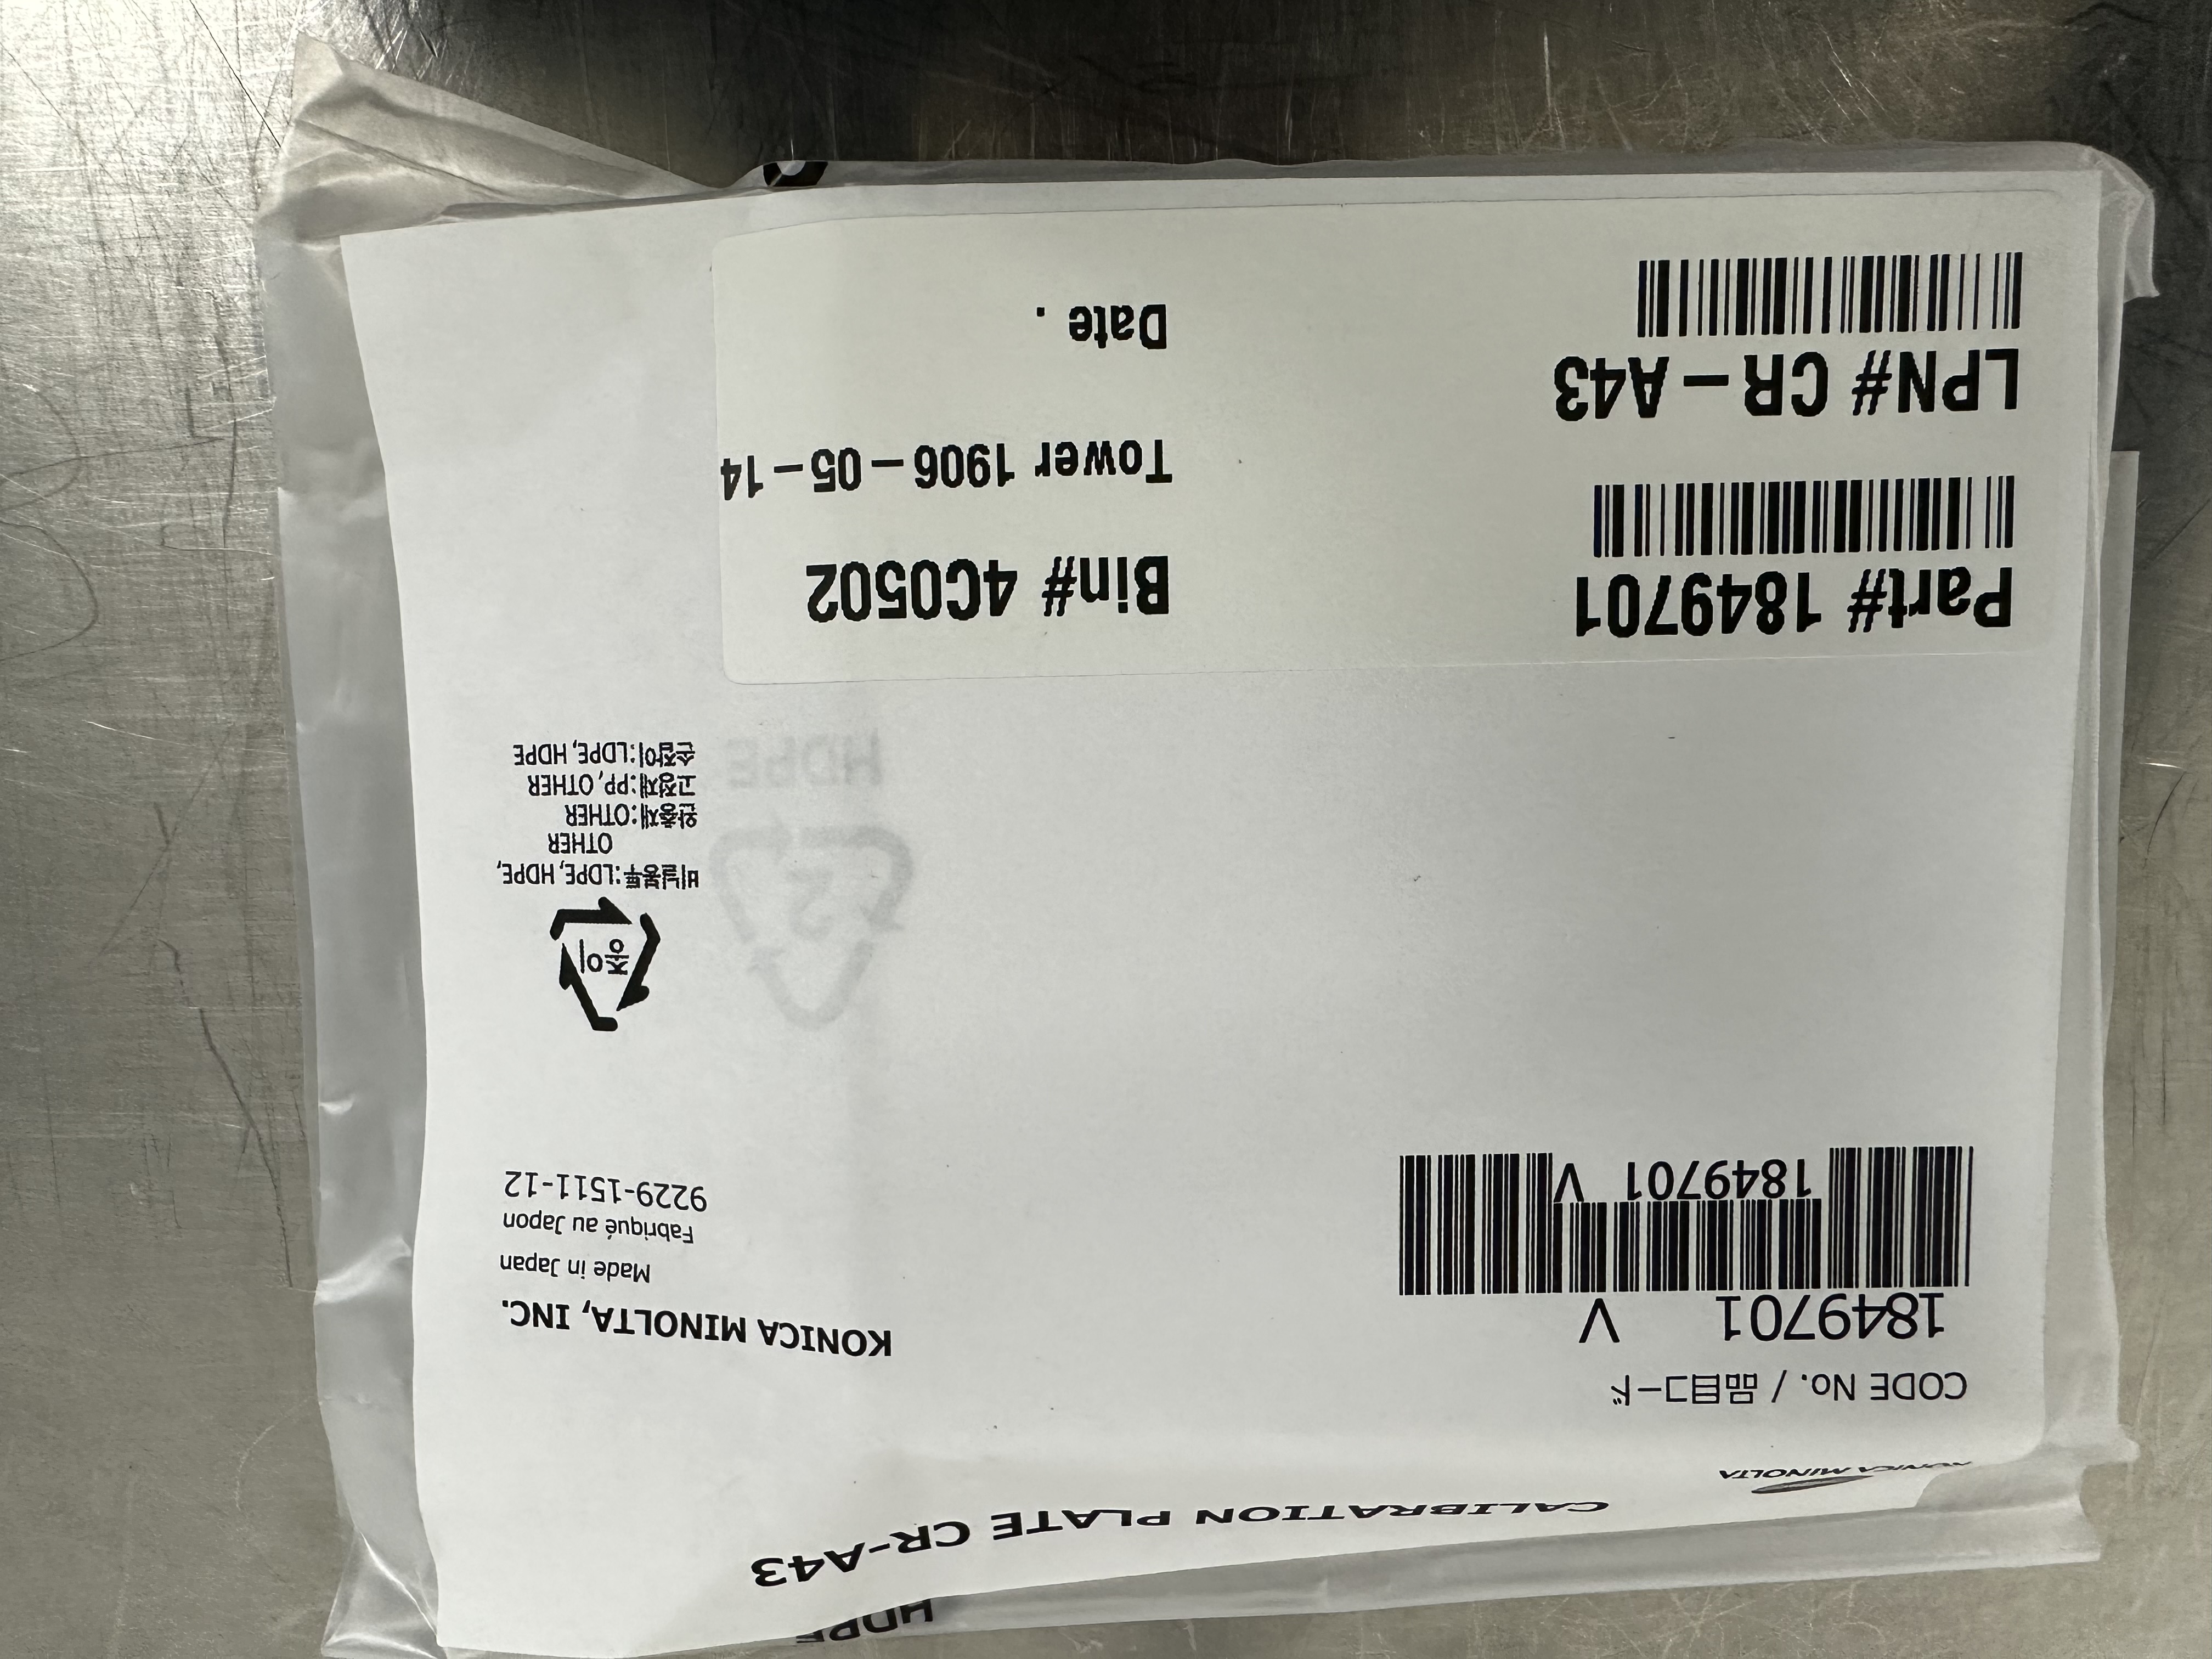 HDPE
CALIBRATION PLATE CR-A43
KONICA MINOLTA
CODE No. / 品目コード
1849701 V
1849701 V
KONICA MINOLTA, INC.
Made in Japan
Fabriqué au Japon
9229-1511-12
종이
비닐봉투:LDPE, HDPE,
OTHER
완충재:OTHER
고정재:PP, OTHER
손잡이:LDPE, HDPE
2
HDPE
Part# 1849701
Bin# 4C0502
Tower 1906-05-14
LPN# CR-A43
Date .